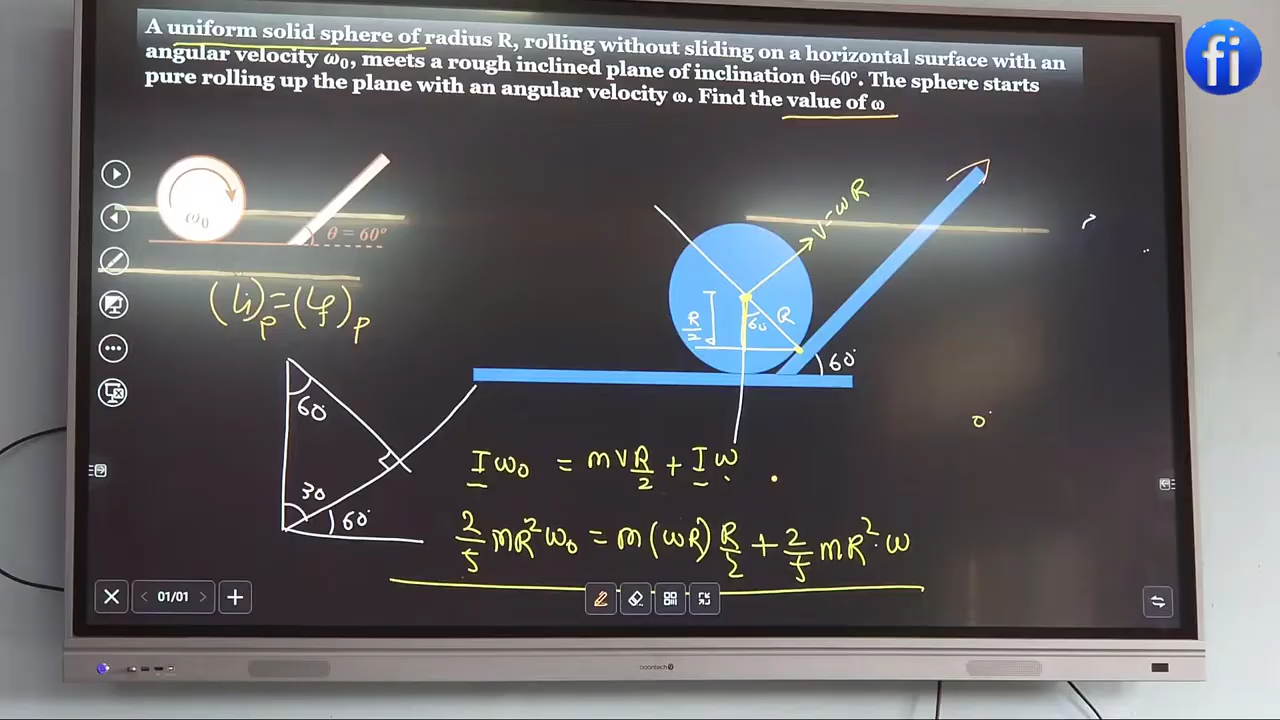 A uniform solid sphere of radius R, rolling without sliding on a horizontal surface with an
angular velocity ω₀, meets a rough inclined plane of inclination θ=60°. The sphere starts
pure rolling up the plane with an angular velocity ω. Find the value of ω
fi
ω₀
θ = 60°
(Li)p = (Lf)p
V=ωR
R/2
60
R
60°
60
30
60°
Iω₀ = mVR/2 + Iω
2/5 mR²ω₀ = m(ωR) R/2 + 2/5 mR².ω
01/01
boontech